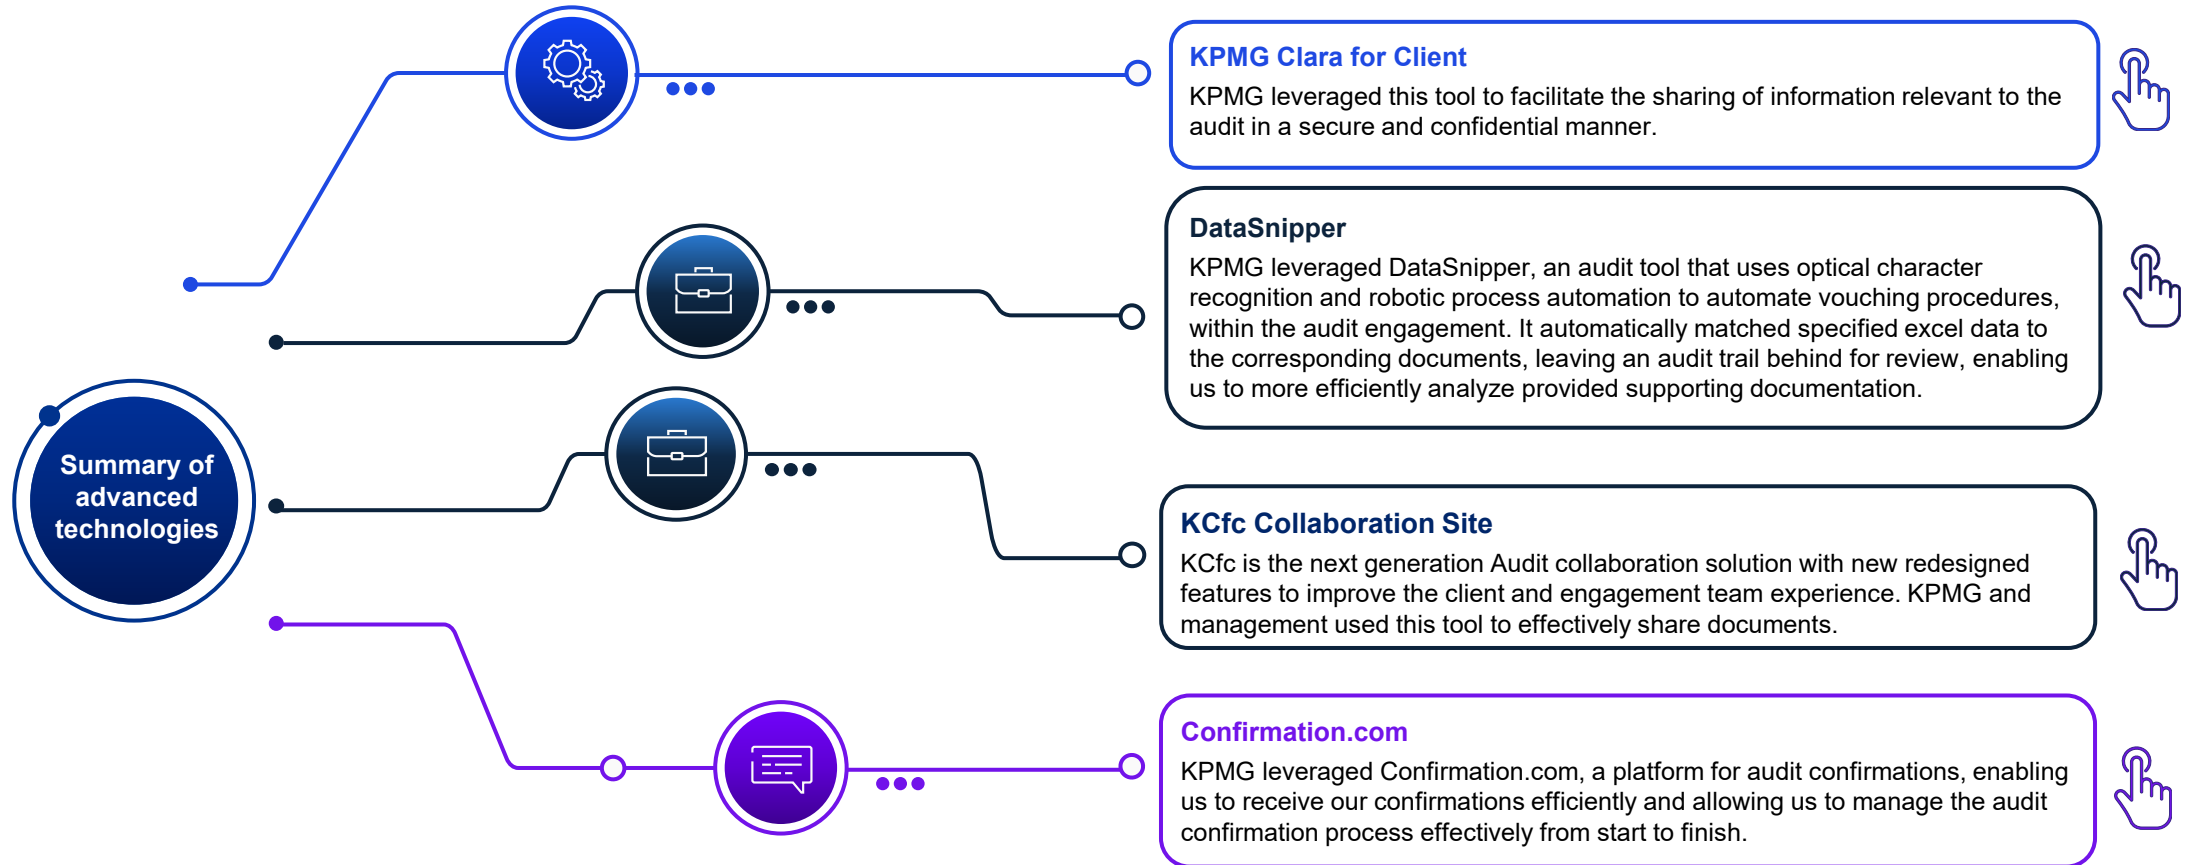 KPMG Clara for Client
KPMG leveraged this tool to facilitate the sharing of information relevant to the
audit in a secure and confidential manner.
DataSnipper
KPMG leveraged DataSnipper, an audit tool that uses optical character
recognition and robotic process automation to automate vouching procedures,
within the audit engagement. It automatically matched specified excel data to
the corresponding documents, leaving an audit trail behind for review, enabling
us to more efficiently analyze provided supporting documentation.
Summary of
advanced
technologies
KCfc Collaboration Site
KCfc is the next generation Audit collaboration solution with new redesigned
features to improve the client and engagement team experience. KPMG and
management used this tool to effectively share documents.
Confirmation.com
KPMG leveraged Confirmation.com, a platform for audit confirmations, enabling
us to receive our confirmations efficiently and allowing us to manage the audit
confirmation process effectively from start to finish.